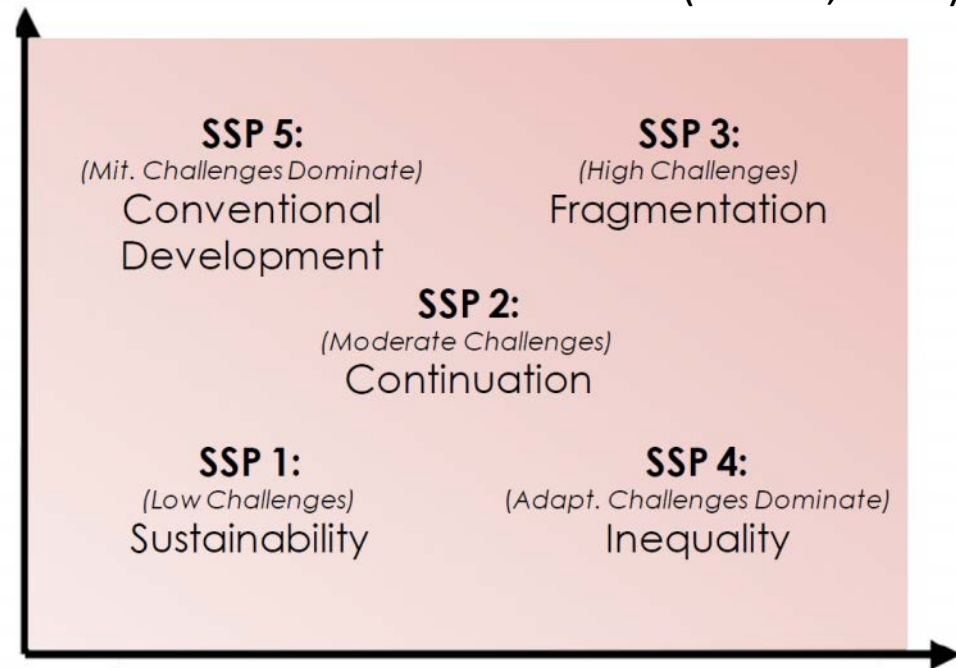 SSP 5:
(Mit. Challenges Dominate)
Conventional
Development
SSP 3:
(High Challenges)
Fragmentation
SSP 2:
(Moderate Challenges)
Continuation
SSP 1:
(Low Challenges)
Sustainability
SSP 4:
(Adapt. Challenges Dominate)
Inequality